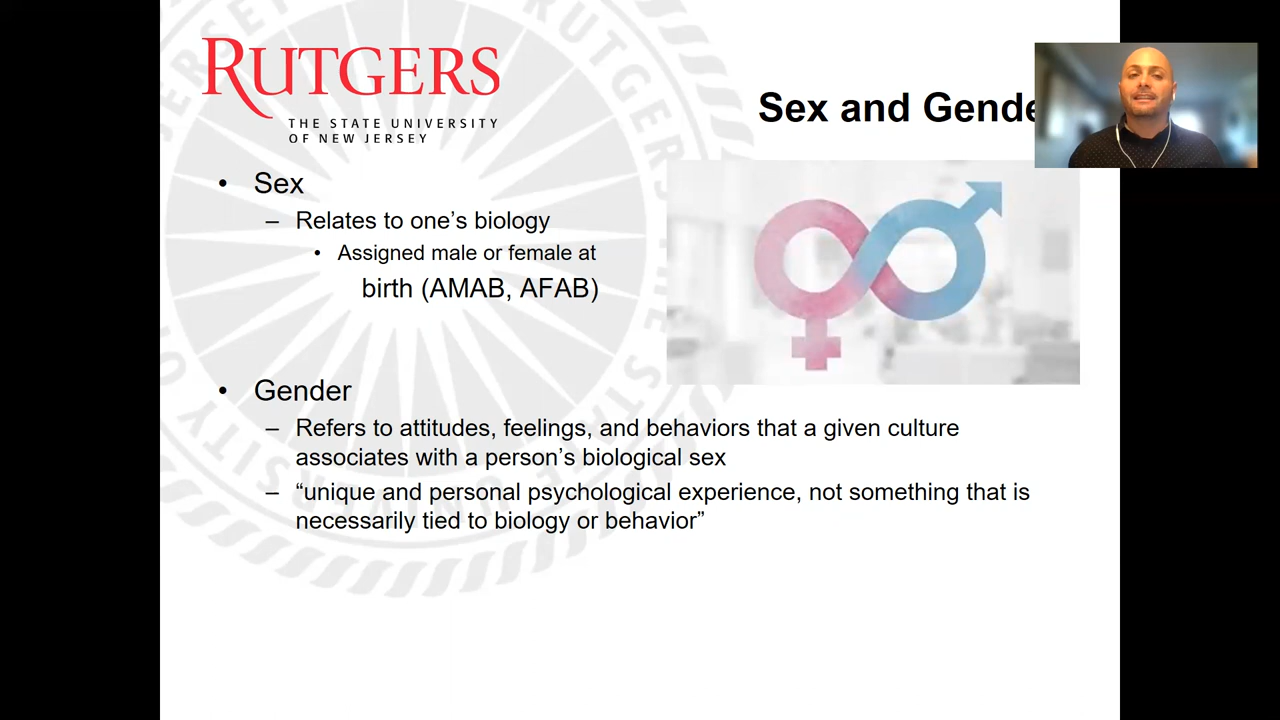 RUTGERS
THE STATE UNIVERSITY
OF NEW JERSEY
Sex and Gende
• Sex
– Relates to one’s biology
• Assigned male or female at
birth (AMAB, AFAB)
• Gender
– Refers to attitudes, feelings, and behaviors that a given culture
associates with a person’s biological sex
– “unique and personal psychological experience, not something that is
necessarily tied to biology or behavior”